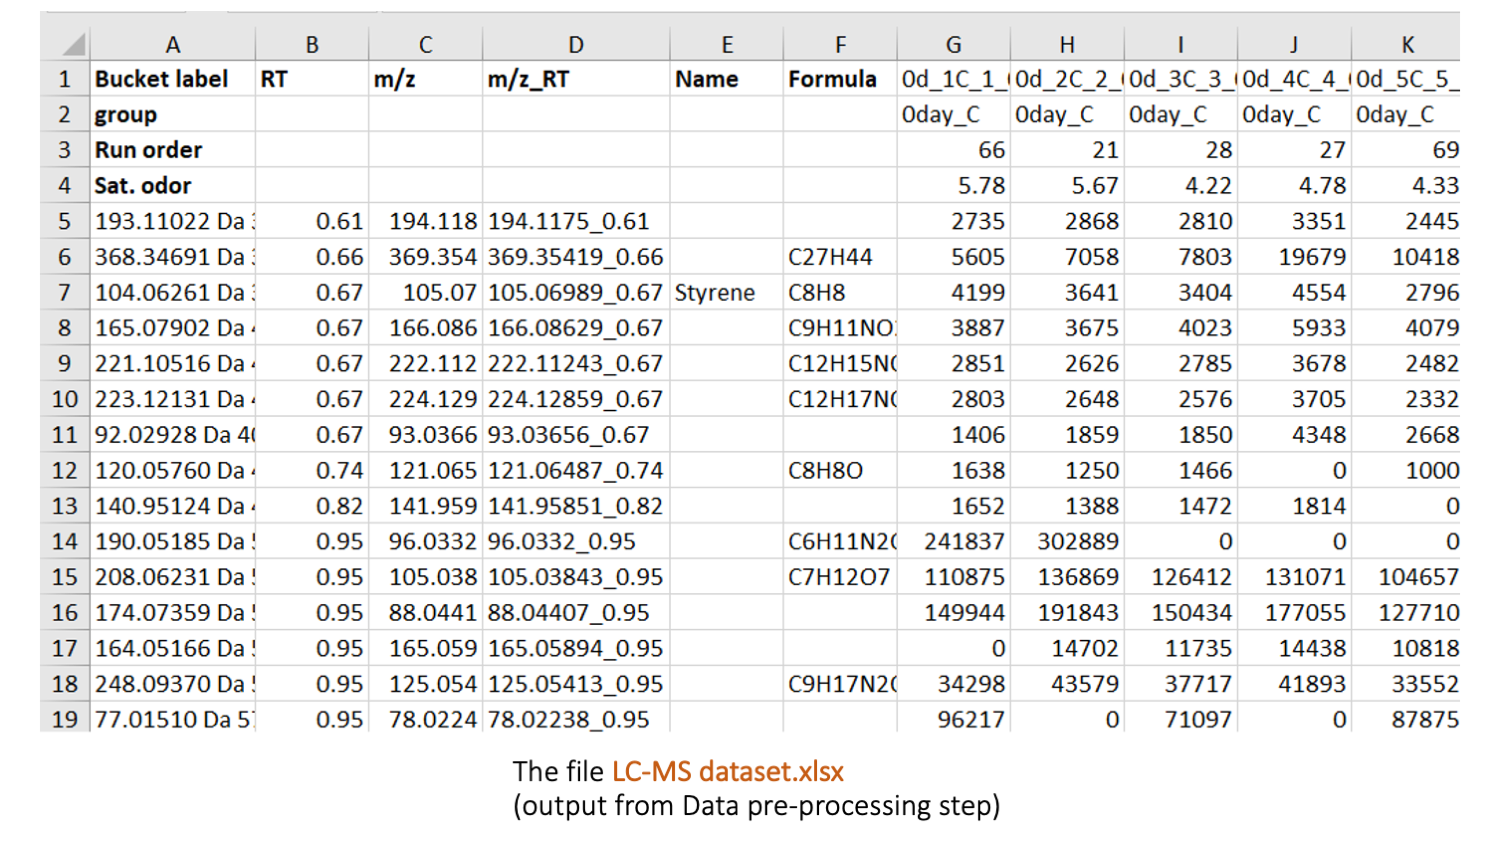 A B C D E F G H I J K
1 Bucket label RT m/z m/z_RT Name Formula 0d_1C_1_ 0d_2C_2_ 0d_3C_3_ 0d_4C_4_ 0d_5C_5_
2 group 0day_C 0day_C 0day_C 0day_C 0day_C
3 Run order 66 21 28 27 69
4 Sat. odor 5.78 5.67 4.22 4.78 4.33
5 193.11022 Da 0.61 194.118 194.1175_0.61 2735 2868 2810 3351 2445
6 368.34691 Da 0.66 369.354 369.35419_0.66 C27H44 5605 7058 7803 19679 10418
7 104.06261 Da 0.67 105.07 105.06989_0.67 Styrene C8H8 4199 3641 3404 4554 2796
8 165.07902 Da 0.67 166.086 166.08629_0.67 C9H11NO 3887 3675 4023 5933 4079
9 221.10516 Da 0.67 222.112 222.11243_0.67 C12H15N 2851 2626 2785 3678 2482
10 223.12131 Da 0.67 224.129 224.12859_0.67 C12H17N 2803 2648 2576 3705 2332
11 92.02928 Da 4 0.67 93.0366 93.03656_0.67 1406 1859 1850 4348 2668
12 120.05760 Da 0.74 121.065 121.06487_0.74 C8H8O 1638 1250 1466 0 1000
13 140.95124 Da 0.82 141.959 141.95851_0.82 1652 1388 1472 1814 0
14 190.05185 Da 0.95 96.0332 96.0332_0.95 C6H11N2 241837 302889 0 0 0
15 208.06231 Da 0.95 105.038 105.03843_0.95 C7H12O7 110875 136869 126412 131071 104657
16 174.07359 Da 0.95 88.0441 88.04407_0.95 149944 191843 150434 177055 127710
17 164.05166 Da 0.95 165.059 165.05894_0.95 0 14702 11735 14438 10818
18 248.09370 Da 0.95 125.054 125.05413_0.95 C9H17N2 34298 43579 37717 41893 33552
19 77.01510 Da 5 0.95 78.0224 78.02238_0.95 96217 0 71097 0 87875
The file LC-MS dataset.xlsx
(output from Data pre-processing step)